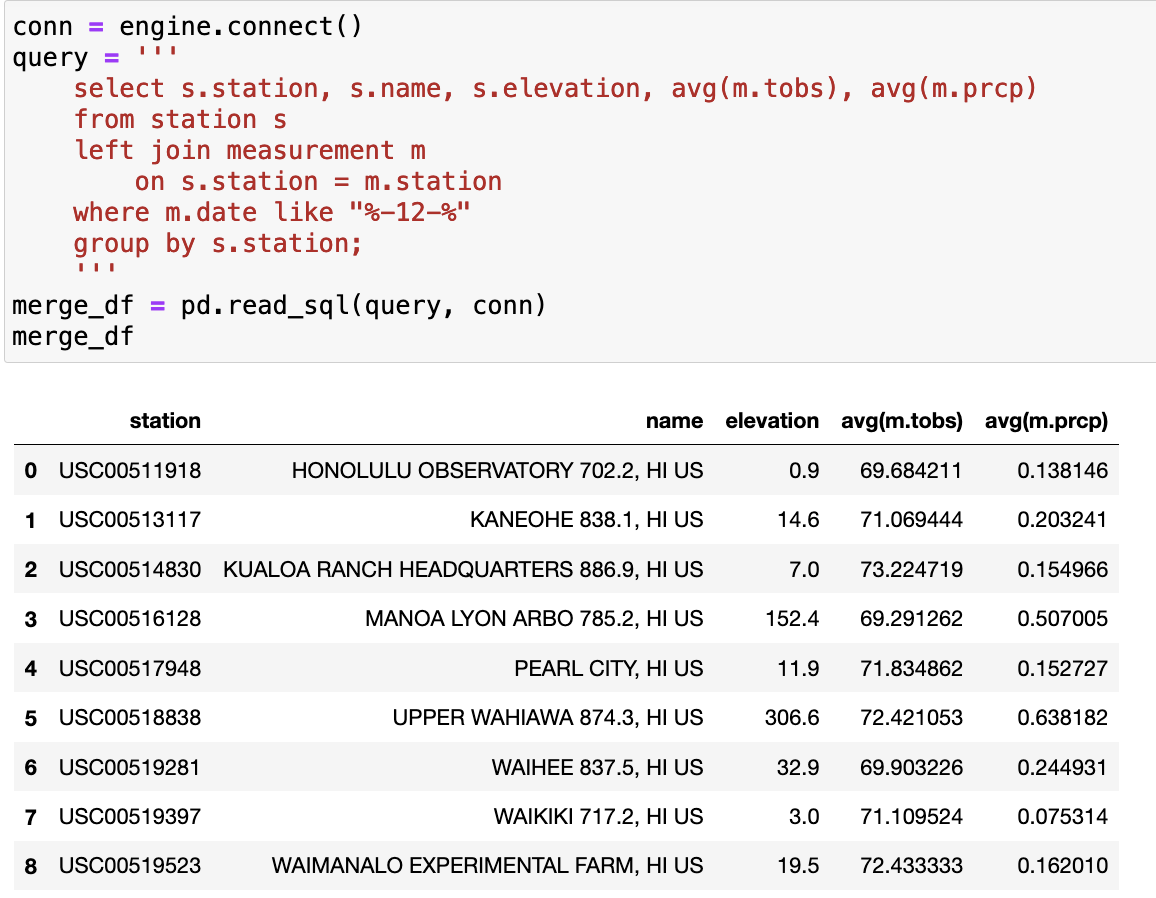 conn = engine.connect()
query = '''
    select s.station, s.name, s.elevation, avg(m.tobs), avg(m.prcp)
    from station s
    left join measurement m
        on s.station = m.station
    where m.date like "%-12-%"
    group by s.station;
    '''
merge_df = pd.read_sql(query, conn)
merge_df
station name elevation avg(m.tobs) avg(m.prcp)
0 USC00511918 HONOLULU OBSERVATORY 702.2, HI US 0.9 69.684211 0.138146
1 USC00513117 KANEOHE 838.1, HI US 14.6 71.069444 0.203241
2 USC00514830 KUALOA RANCH HEADQUARTERS 886.9, HI US 7.0 73.224719 0.154966
3 USC00516128 MANOA LYON ARBO 785.2, HI US 152.4 69.291262 0.507005
4 USC00517948 PEARL CITY, HI US 11.9 71.834862 0.152727
5 USC00518838 UPPER WAHIAWA 874.3, HI US 306.6 72.421053 0.638182
6 USC00519281 WAIHEE 837.5, HI US 32.9 69.903226 0.244931
7 USC00519397 WAIKIKI 717.2, HI US 3.0 71.109524 0.075314
8 USC00519523 WAIMANALO EXPERIMENTAL FARM, HI US 19.5 72.433333 0.162010